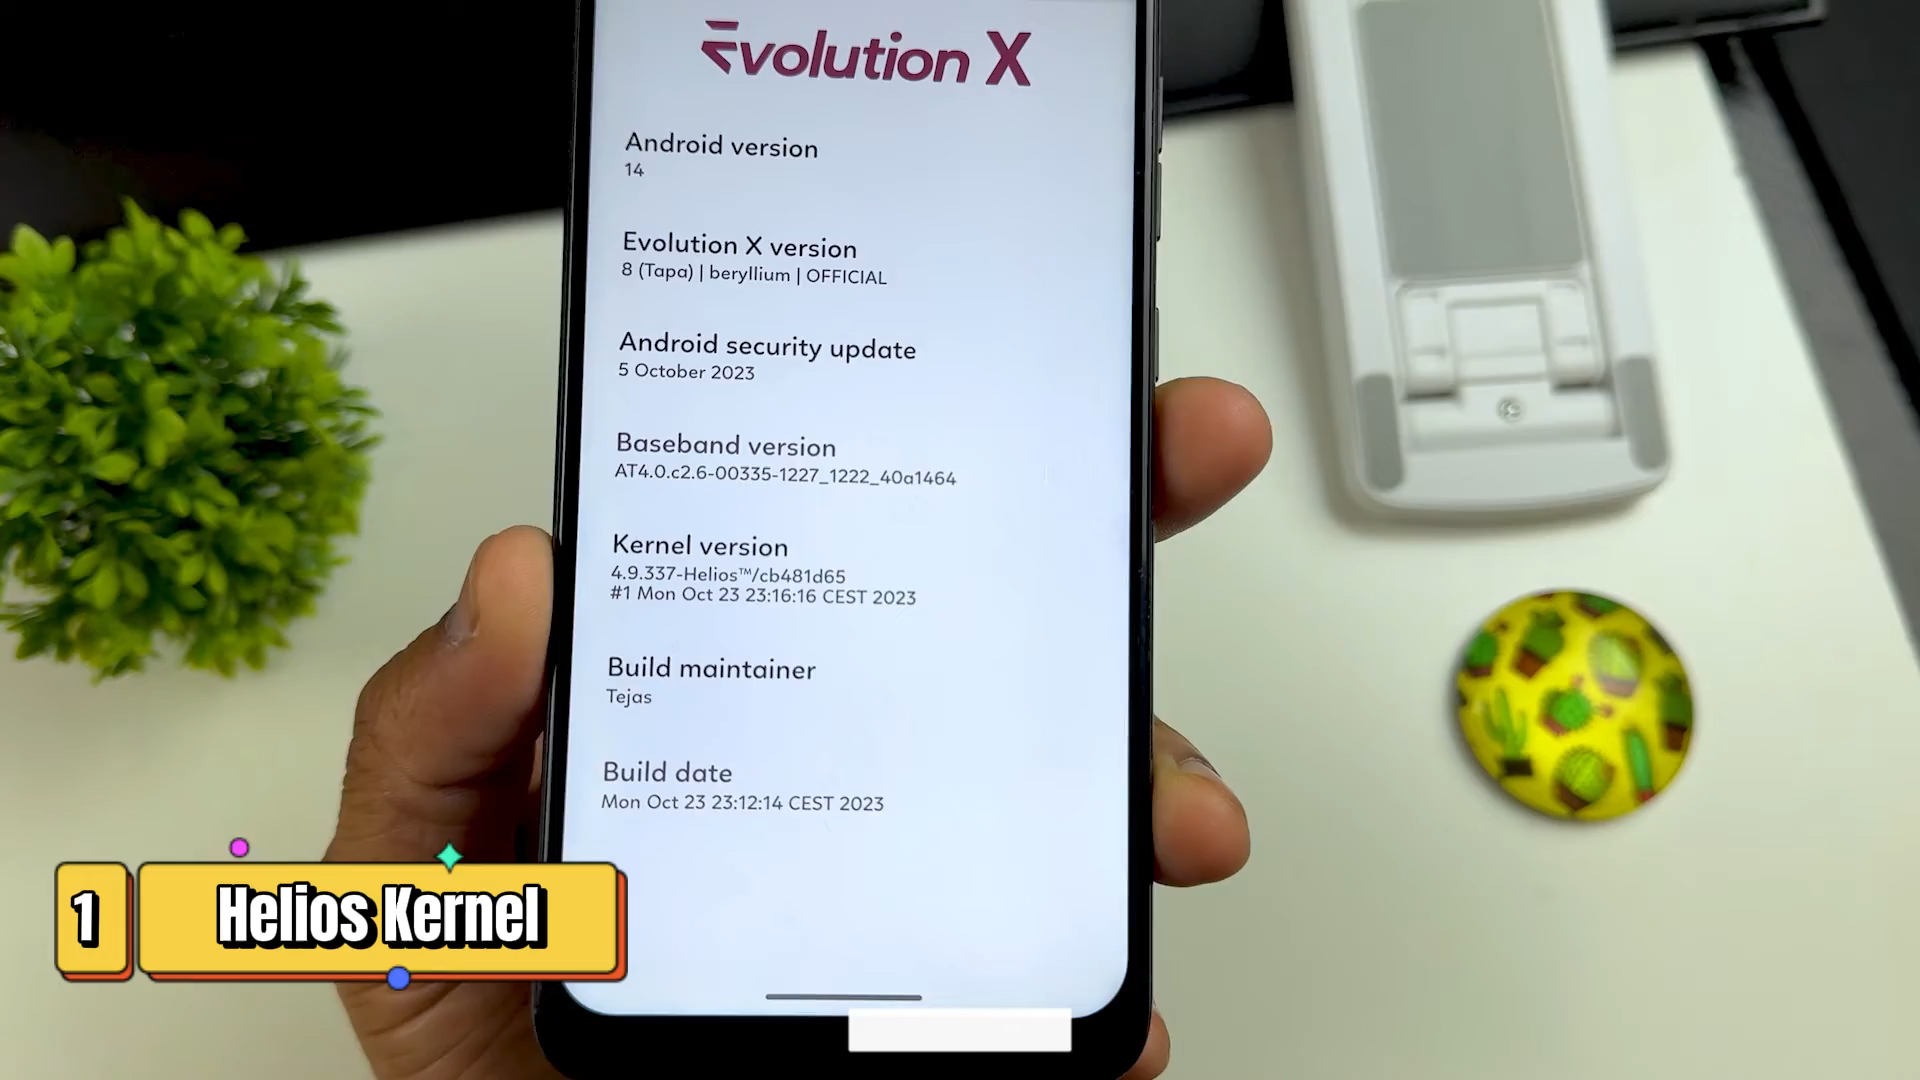 Evolution X
Android version
14
Evolution X version
8 (Tapa) | beryllium | OFFICIAL
Android security update
5 October 2023
Baseband version
AT4.0.c2.6-00335-1227_1222_40a1464
Kernel version
4.9.337-Helios™/cb481d65
#1 Mon Oct 23 23:16:16 CEST 2023
Build maintainer
Tejas
Build date
Mon Oct 23 23:12:14 CEST 2023
1 Helios Kernel